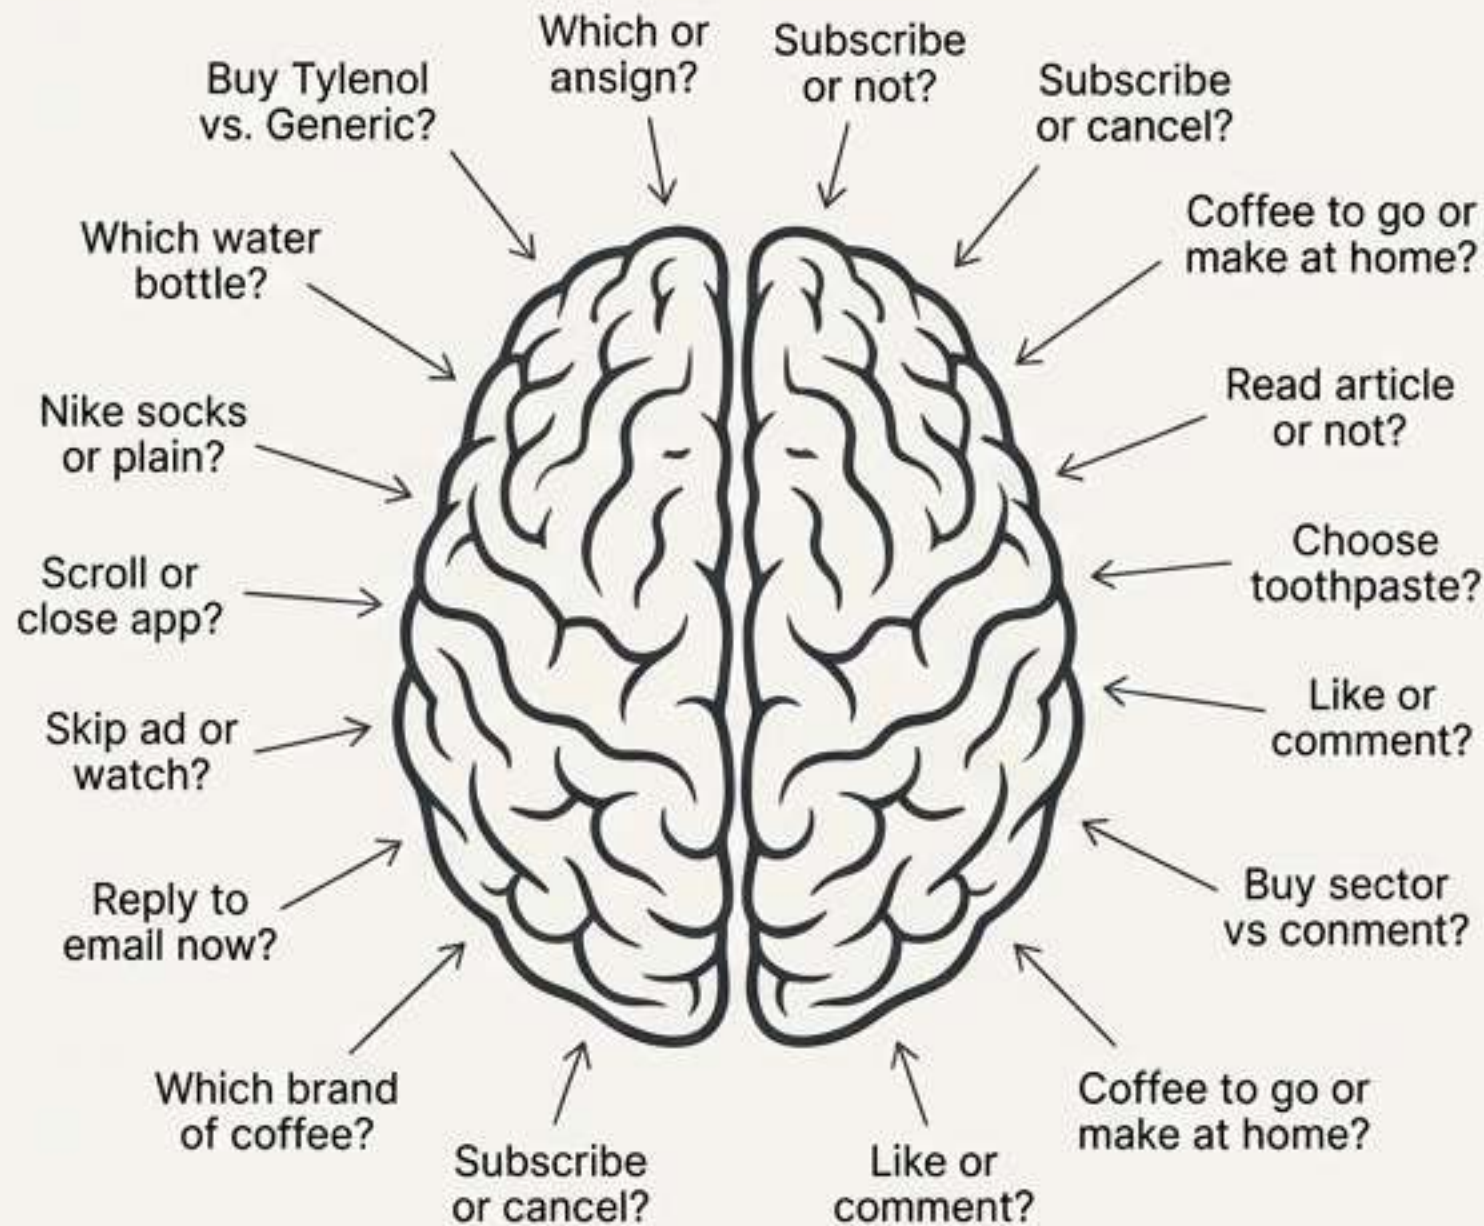 Which or
ansign?
Subscribe
or not?
Buy Tylenol
vs. Generic?
Subscribe
or cancel?
Which water
bottle?
Coffee to go or
make at home?
Nike socks
or plain?
Read article
or not?
Scroll or
close app?
Choose
toothpaste?
Skip ad or
watch?
Like or
comment?
Reply to
email now?
Buy sector
vs conment?
Which brand
of coffee?
Coffee to go or
make at home?
Subscribe
or cancel?
Like or
comment?